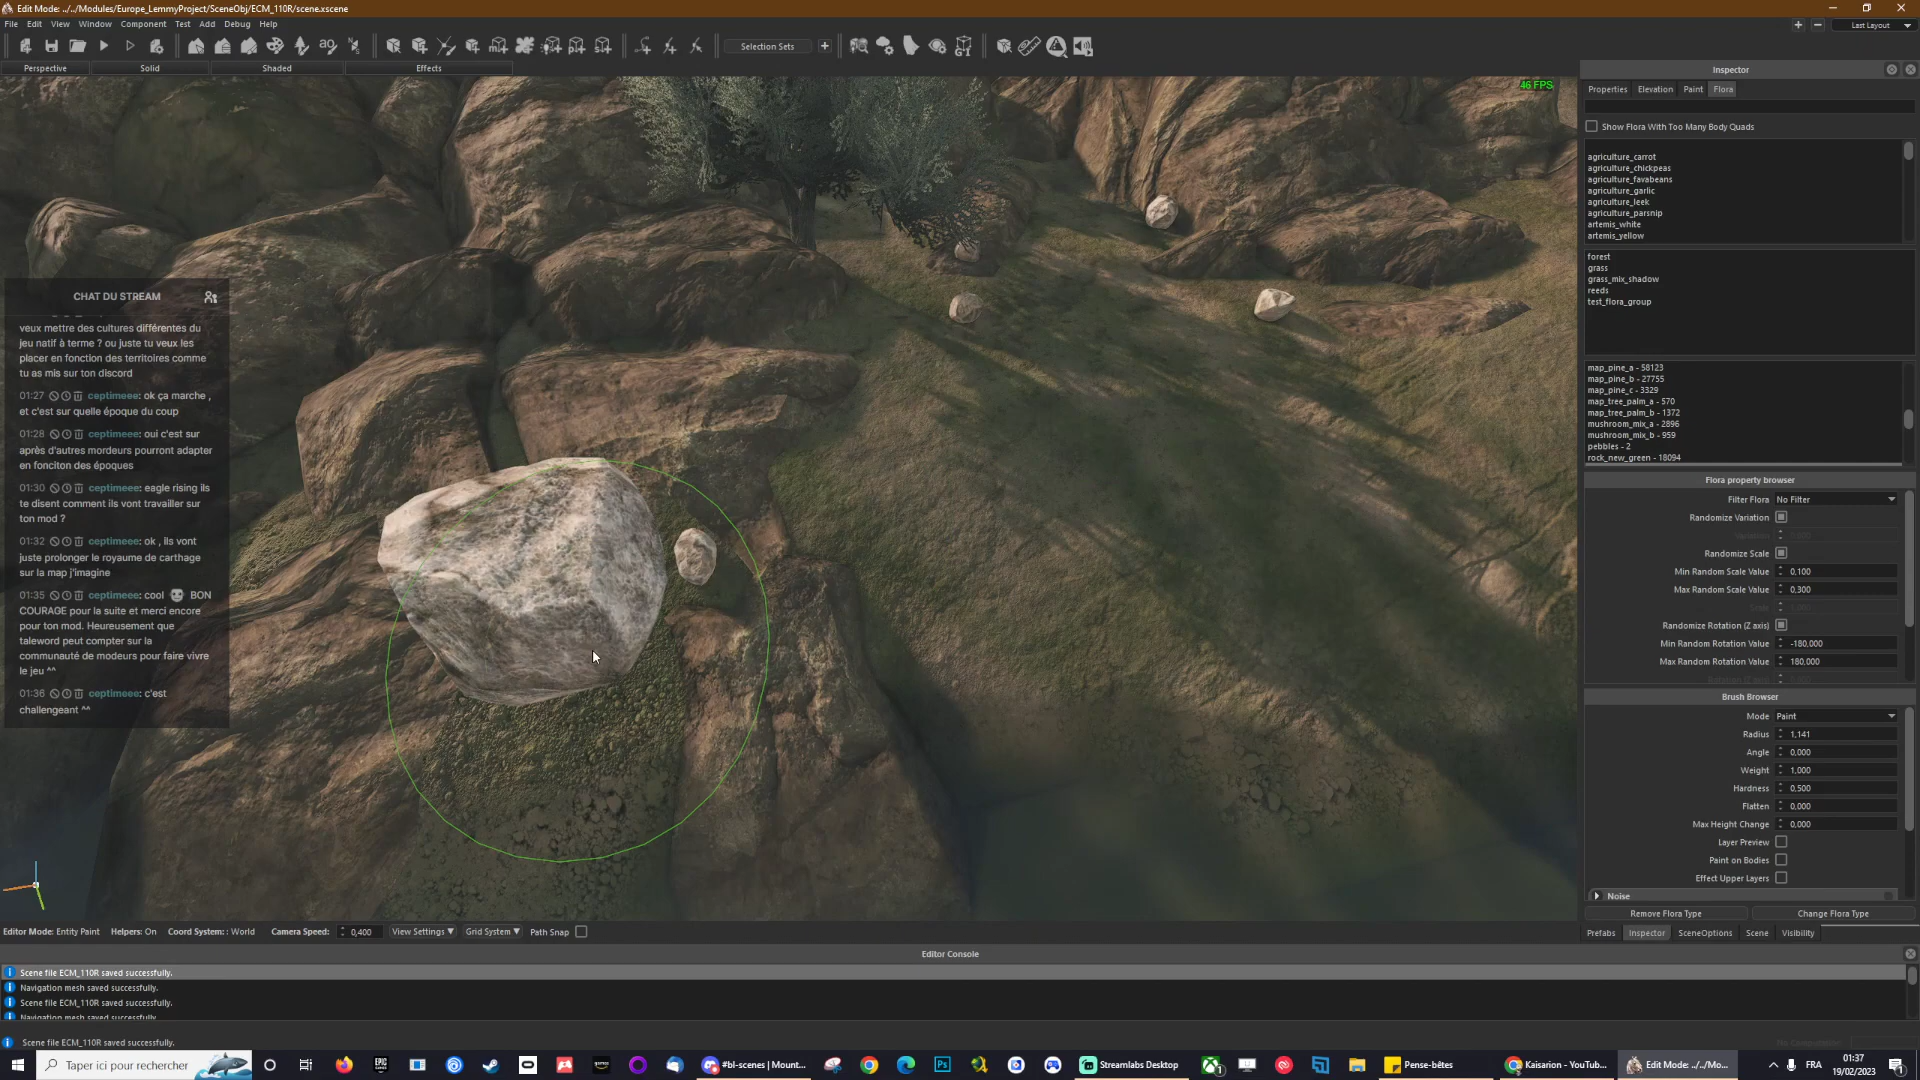 Edit Mode: ../../Modules/Europe_LemmyProject/SceneObj/ECM_110R/scene.xscene
File Edit View Window Component Test Add Debug Help
Last Layout
Selection Sets
Perspective Solid Shaded Effects
46 FPS
Inspector
Properties Elevation Paint Flora
Show Flora With Too Many Body Quads
agriculture_carrot
agriculture_chickpeas
agriculture_favabeans
agriculture_garlic
agriculture_leek
agriculture_parsnip
artemis_white
artemis_yellow
forest
grass
grass_mix_shadow
reeds
test_flora_group
map_pine_a - 58123
map_pine_b - 27755
map_pine_c - 3329
map_tree_palm_a - 570
map_tree_palm_b - 1372
mushroom_mix_a - 2896
mushroom_mix_b - 959
pebbles - 2
rock_new_green - 18094
Flora property browser
Filter Flora No Filter
Randomize Variation
Randomize Scale
Min Random Scale Value 0,100
Max Random Scale Value 0,300
Randomize Rotation (Z axis)
Min Random Rotation Value -180,000
Max Random Rotation Value 180,000
Brush Browser
Mode Paint
Radius 1,141
Angle 0,000
Weight 1,000
Hardness 0,500
Flatten 0,000
Max Height Change 0,000
Layer Preview
Paint on Bodies
Effect Upper Layers
Noise
Remove Flora Type Change Flora Type
Prefabs Inspector SceneOptions Scene Visibility
CHAT DU STREAM
veux mettre des cultures différentes du
jeu natif à terme ? ou juste tu veux les
placer en fonction des territoires comme
tu as mis sur ton discord
01:27 ceptimeee: ok ça marche ,
et c'est sur quelle époque du coup
01:28 ceptimeee: oui c'est sur
après d'autres mordeurs pourront adapter
en fonciton des époques
01:30 ceptimeee: eagle rising ils
te disent comment ils vont travailler sur
ton mod ?
01:32 ceptimeee: ok , ils vont
juste prolonger le royaume de carthage
sur la map j'imagine
01:35 ceptimeee: cool BON
COURAGE pour la suite et merci encore
pour ton mod. Heureusement que
taleword peut compter sur la
communauté de modeurs pour faire vivre
le jeu ^^
01:36 ceptimeee: c'est
challengeant ^^
Editor Mode: Entity Paint Helpers: On Coord System: : World Camera Speed: 0,400 View Settings Grid System Path Snap
Editor Console
Scene file ECM_110R saved successfully.
Navigation mesh saved successfully.
Scene file ECM_110R saved successfully.
Navigation mesh saved successfully.
Scene file ECM_110R saved successfully.
Taper ici pour rechercher
#bl-scenes | Mount...
Streamlabs Desktop
Pense-bêtes
Kaisarion - YouTub...
Edit Mode: ../../Mo...
FRA
01:37
19/02/2023